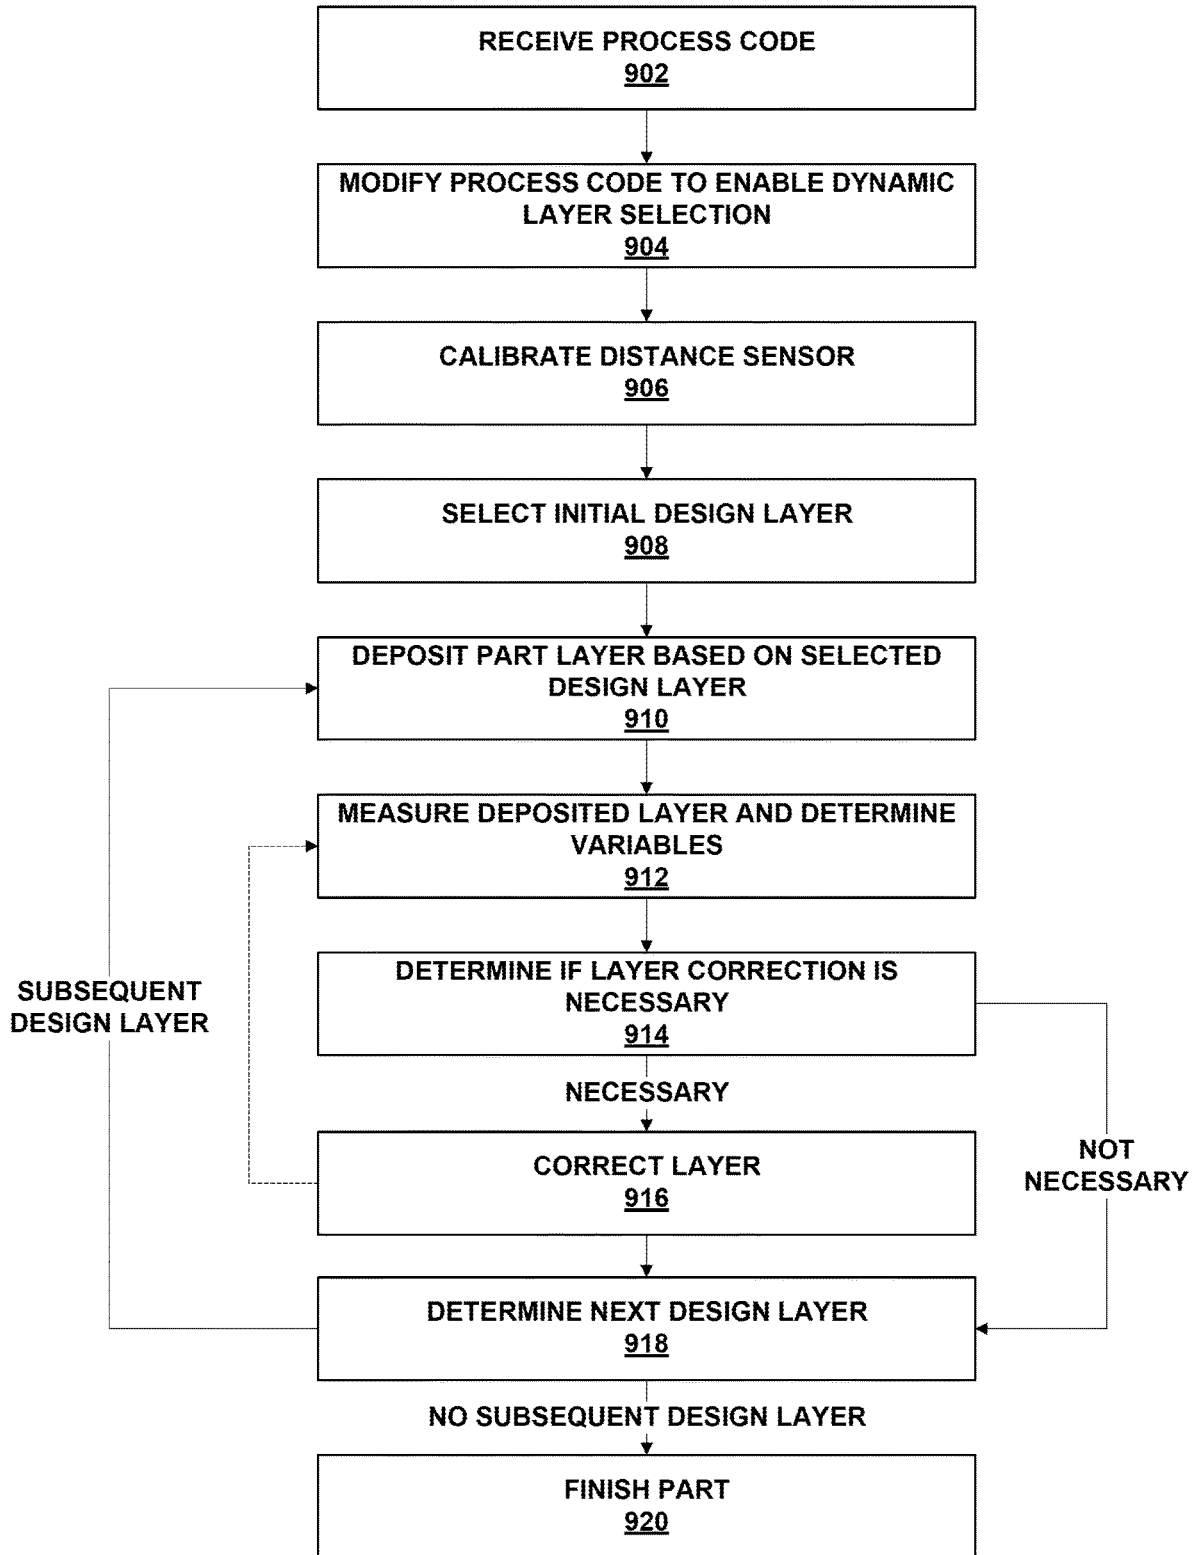 RECEIVE PROCESS CODE
902
MODIFY PROCESS CODE TO ENABLE DYNAMIC
LAYER SELECTION
904
CALIBRATE DISTANCE SENSOR
906
SELECT INITIAL DESIGN LAYER
908
DEPOSIT PART LAYER BASED ON SELECTED
DESIGN LAYER
910
MEASURE DEPOSITED LAYER AND DETERMINE
VARIABLES
912
DETERMINE IF LAYER CORRECTION IS
NECESSARY
914
SUBSEQUENT
DESIGN LAYER
NECESSARY
NOT
NECESSARY
CORRECT LAYER
916
DETERMINE NEXT DESIGN LAYER
918
NO SUBSEQUENT DESIGN LAYER
FINISH PART
920